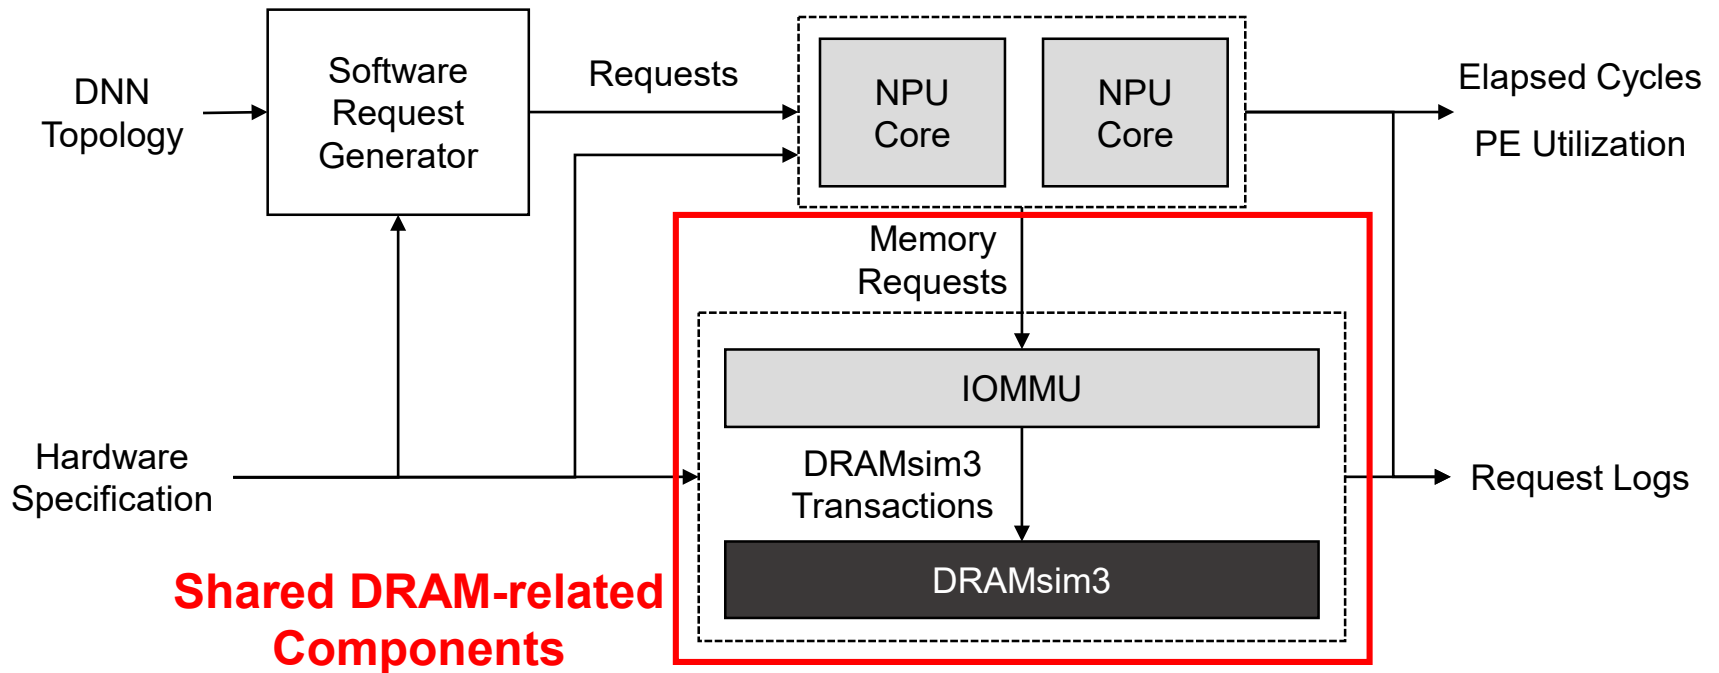 DNN
Topology
Software
Request
Generator
Requests
NPU
Core
NPU
Core
Elapsed Cycles
PE Utilization
Memory
Requests
IOMMU
Hardware
Specification
DRAMsim3
Transactions
Request Logs
DRAMsim3
Shared DRAM-related
Components